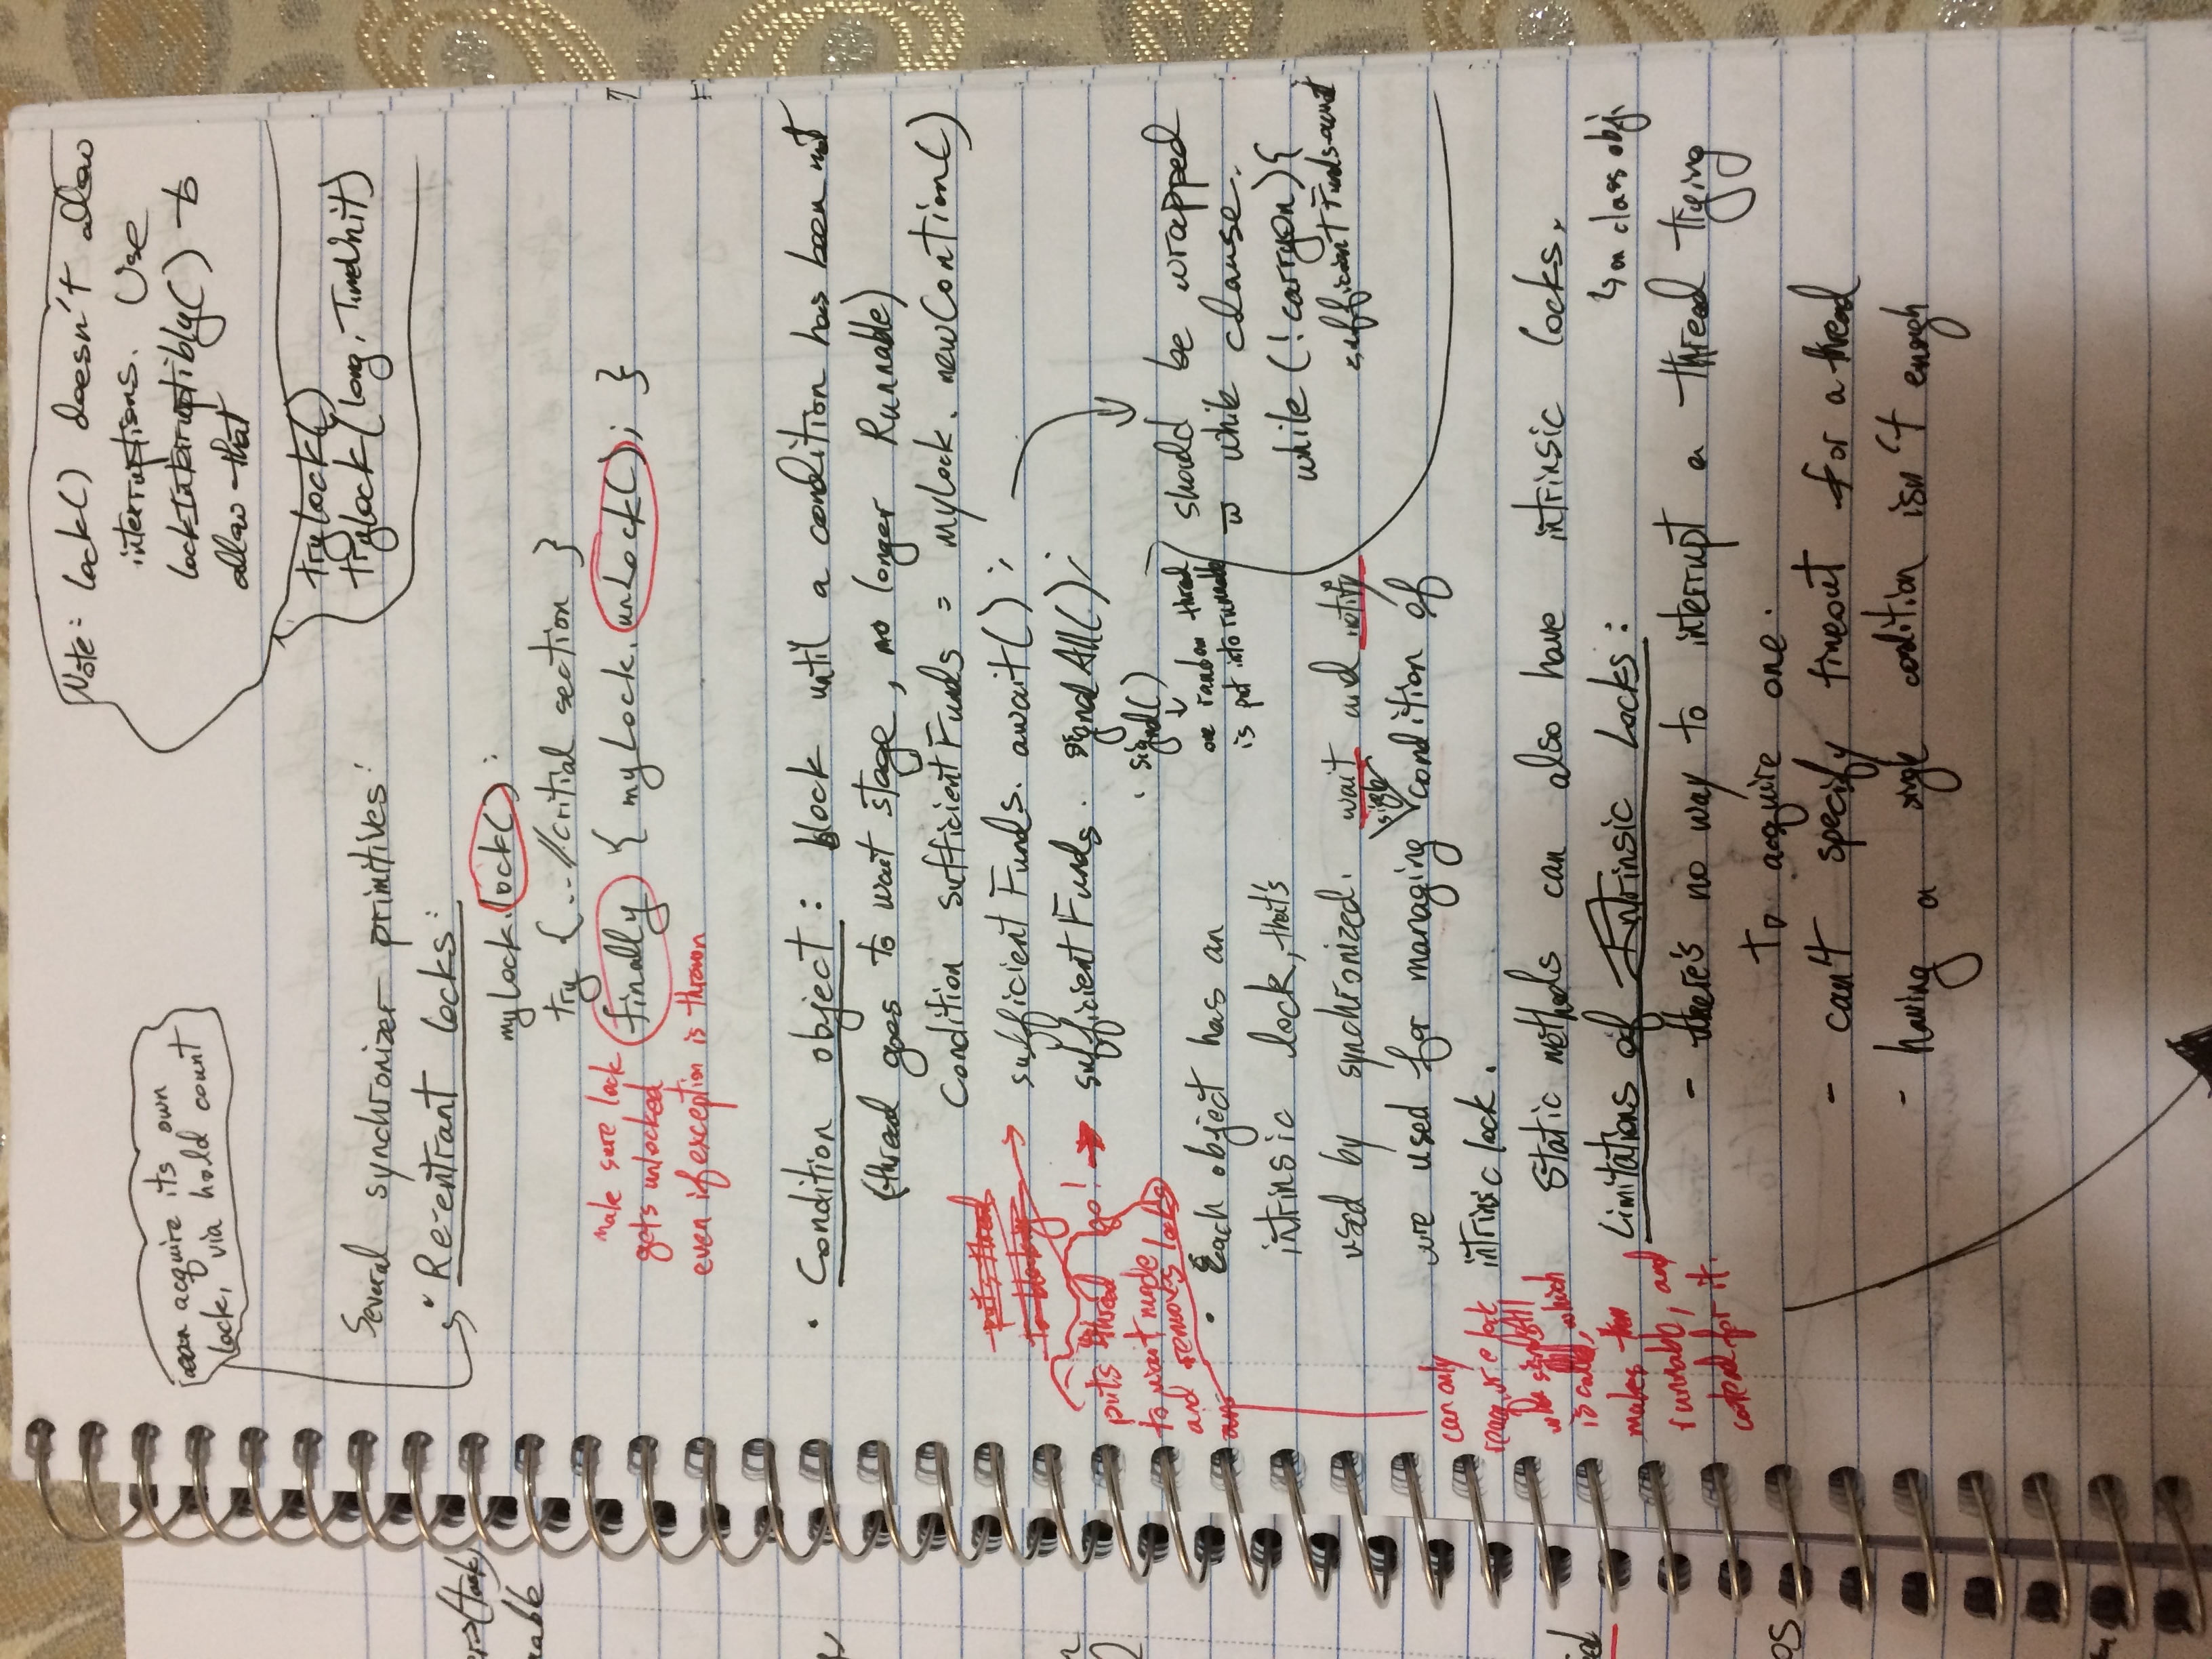 Note: lock() doesn't allow
interruptions. Use
lockInterruptibly() to
allow that
trylock()
trylock(long, TimeUnit)
can acquire its own
lock, via hold count
Several synchronizer primitives:
• Re-entrant locks:
mylock.lock();
try { .. //critial section }
finally { myLock.unLock(); }
make sure lock
gets unlocked
even if exception is thrown
• Condition object: block until a condition has been met
(thread goes to wait stage, no longer Runnable)
Condition sufficientFunds = mylock.newContion()
sufficientFunds.await();
sufficientFunds.signalAll();
puts thread
to blocking
go!
puts thread
to wait mode
and removes locks
signal()
one random thread
is put into runnable
should be wrapped
while clause.
while (!carryon){
sufficientFunds.await
• Each object has an
intrinsic lock, that's
used by synchronized. wait and notify
are used for managing single condition of
intrinsic lock.
can only
reacquire lock
when signalAll
is called, which
makes them
runnable, and
contend for it.
Static methods can also have intrinsic locks.
↳ on class obj.
Limitations of Intrinsic Locks:
- there's no way to interrupt a thread trying
to acquire one.
- can't specify timeout for a thread
- having a single condition isn't enough
er>(task)
nable
os